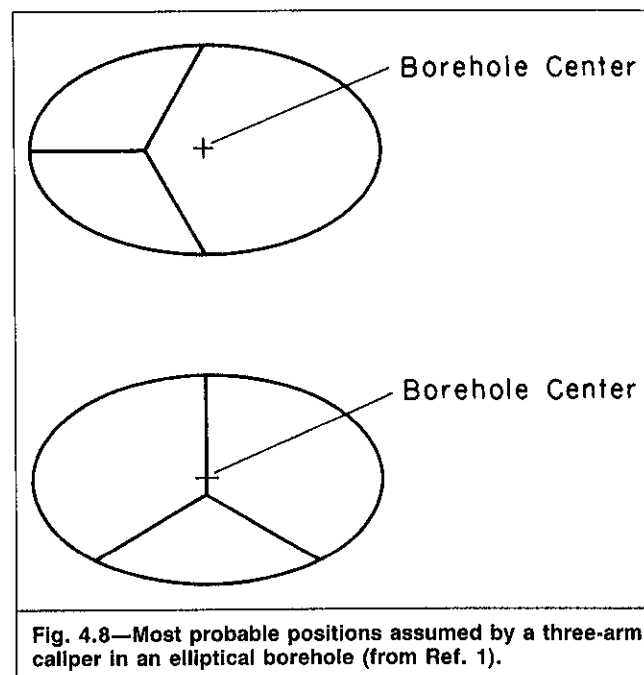 Borehole Center
Borehole Center
Fig. 4.8—Most probable positions assumed by a three-arm
caliper in an elliptical borehole (from Ref. 1).